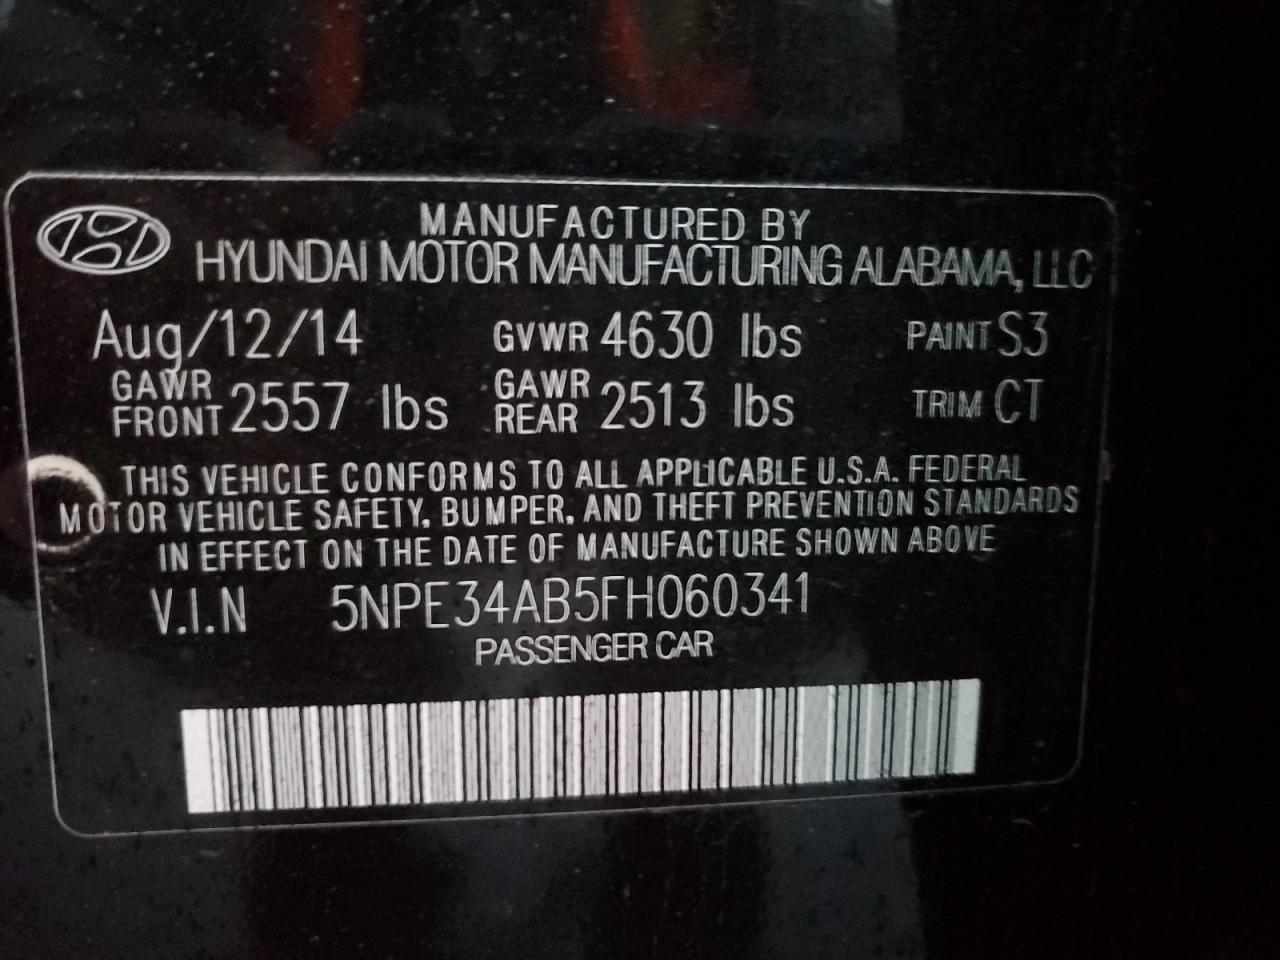 MANUFACTURED BY
HYUNDAI MOTOR MANUFACTURING ALABAMA, LLC
Aug/12/14 GVWR 4630 lbs PAINT S3
GAWR FRONT 2557 lbs GAWR REAR 2513 lbs TRIM CT
THIS VEHICLE CONFORMS TO ALL APPLICABLE U.S.A. FEDERAL
MOTOR VEHICLE SAFETY, BUMPER, AND THEFT PREVENTION STANDARDS
IN EFFECT ON THE DATE OF MANUFACTURE SHOWN ABOVE
V.I.N 5NPE34AB5FH060341
PASSENGER CAR